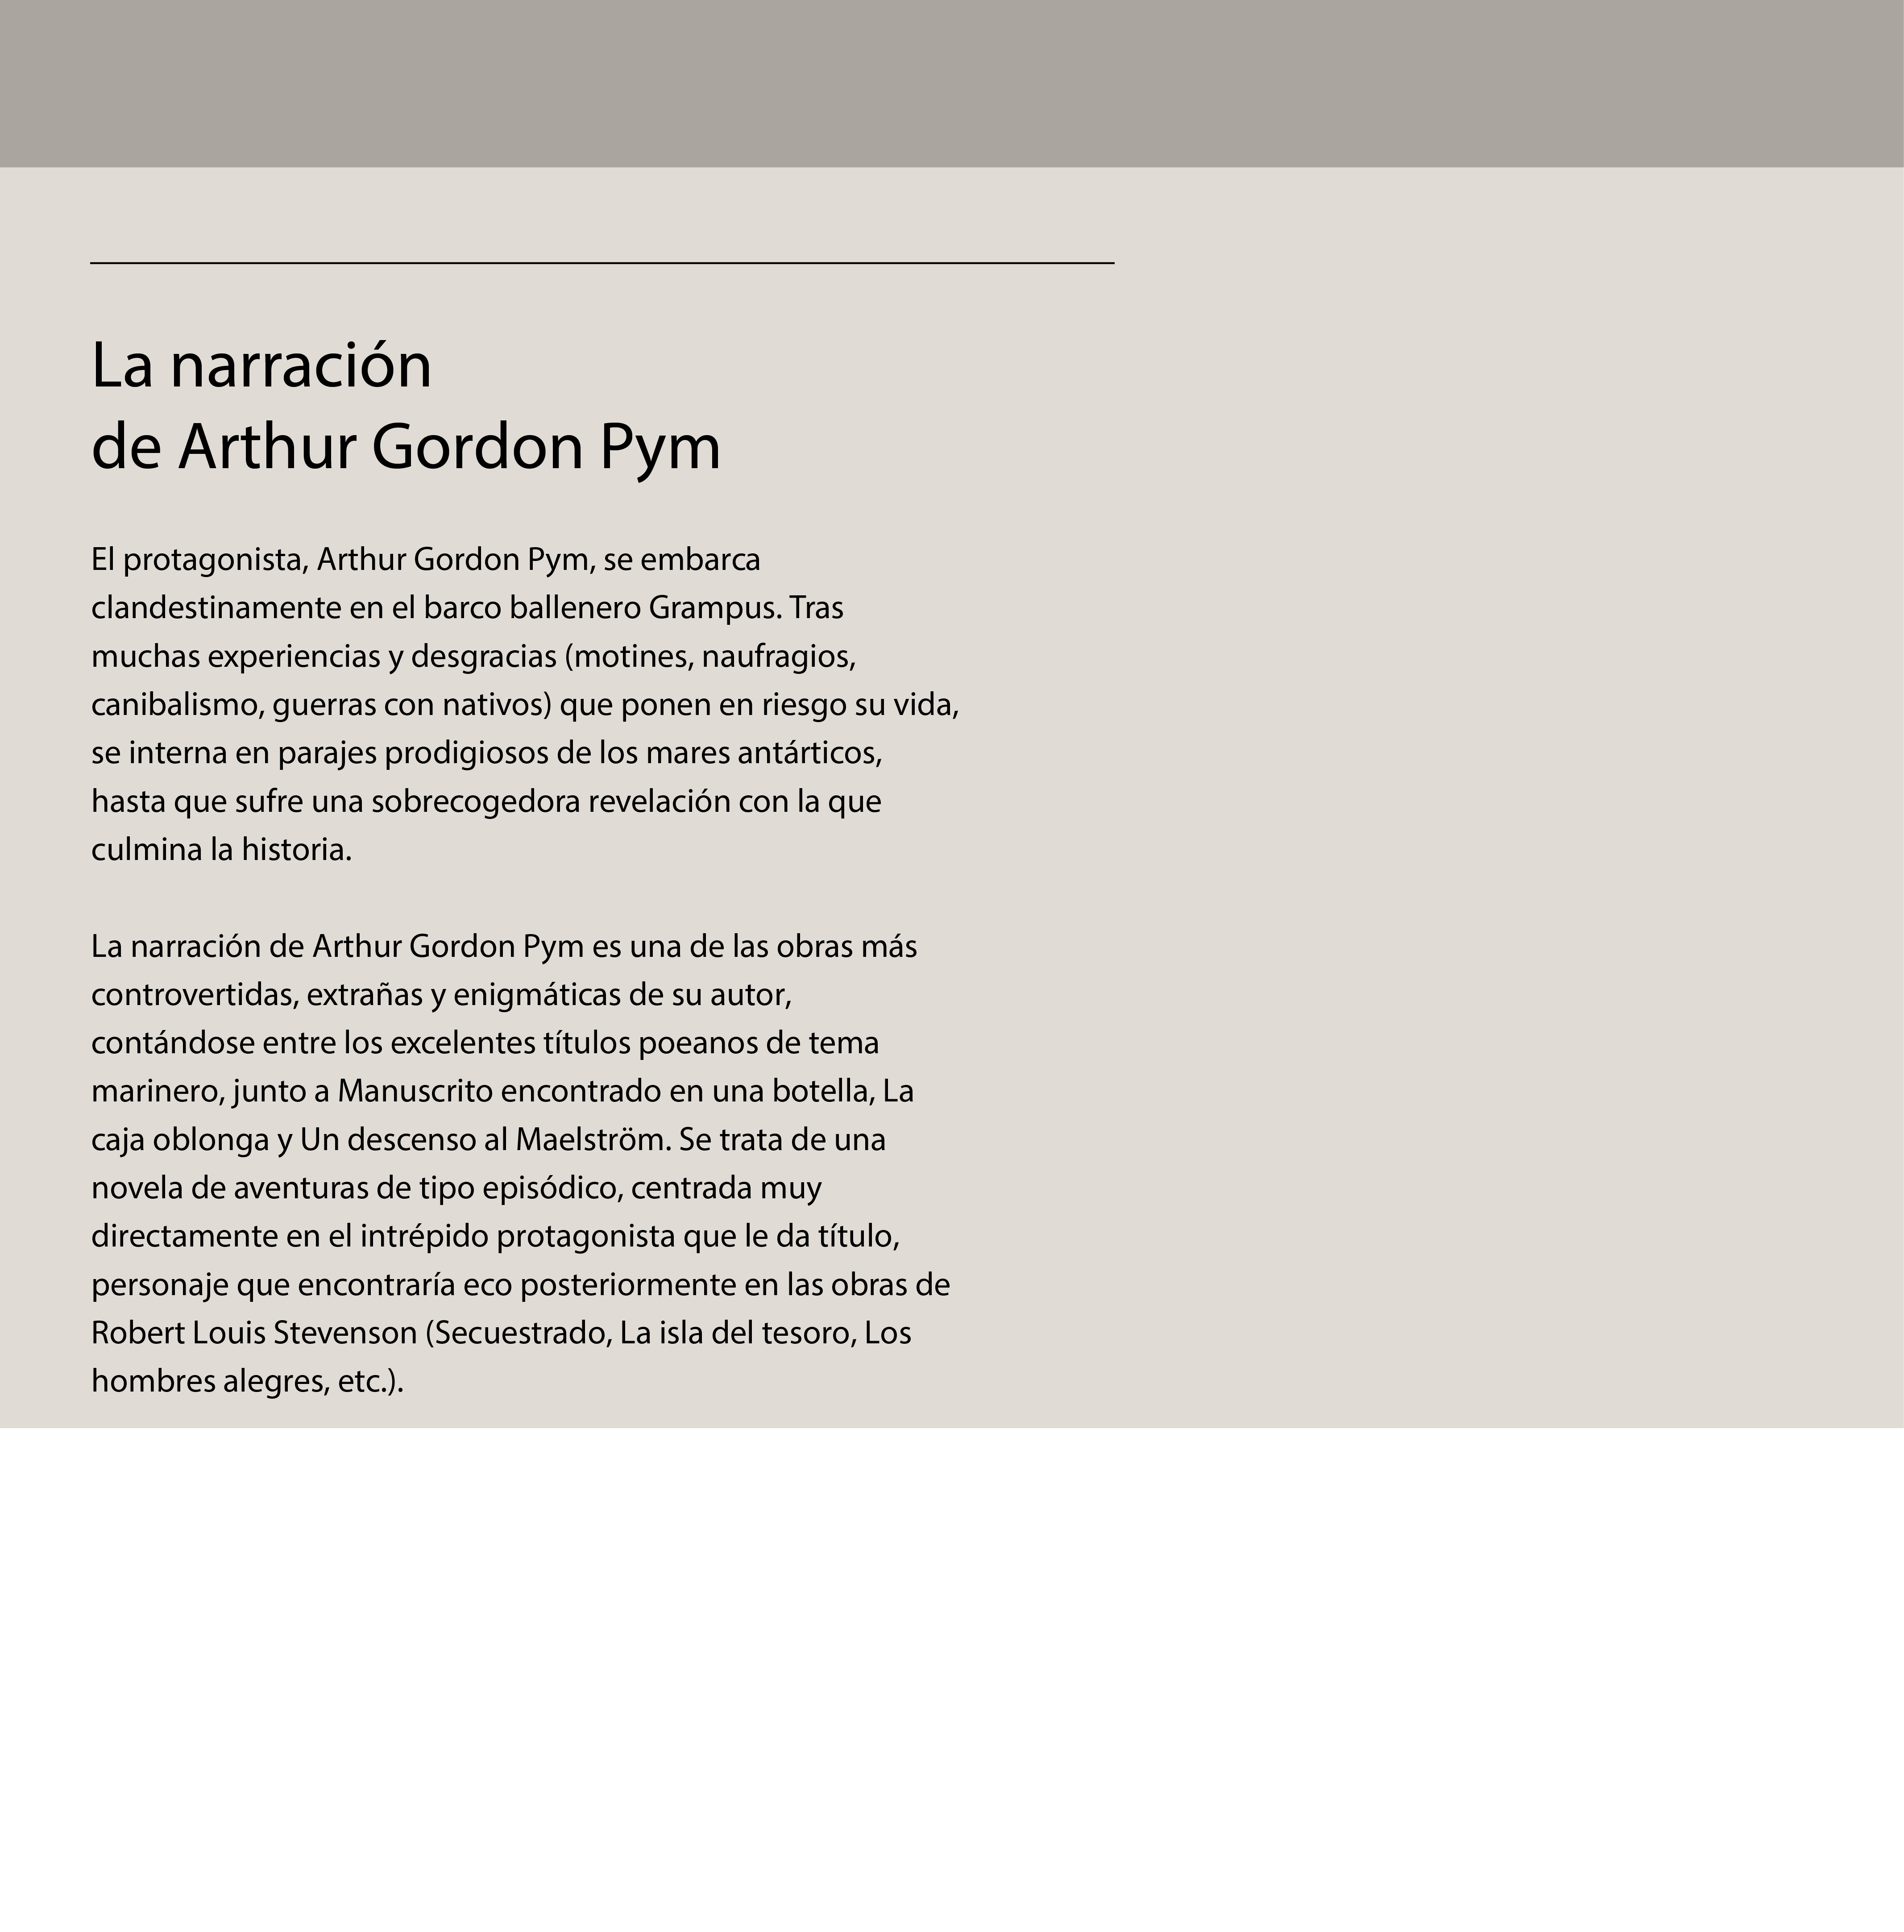 La narración
de Arthur Gordon Pym
El protagonista, Arthur Gordon Pym, se embarca
clandestinamente en el barco ballenero Grampus. Tras
muchas experiencias y desgracias (motines, naufragios,
canibalismo, guerras con nativos) que ponen en riesgo su vida,
se interna en parajes prodigiosos de los mares antárticos,
hasta que sufre una sobrecogedora revelación con la que
culmina la historia.
La narración de Arthur Gordon Pym es una de las obras más
controvertidas, extrañas y enigmáticas de su autor,
contándose entre los excelentes títulos poeanos de tema
marinero, junto a Manuscrito encontrado en una botella, La
caja oblonga y Un descenso al Maelström. Se trata de una
novela de aventuras de tipo episódico, centrada muy
directamente en el intrépido protagonista que le da título,
personaje que encontraría eco posteriormente en las obras de
Robert Louis Stevenson (Secuestrado, La isla del tesoro, Los
hombres alegres, etc.).